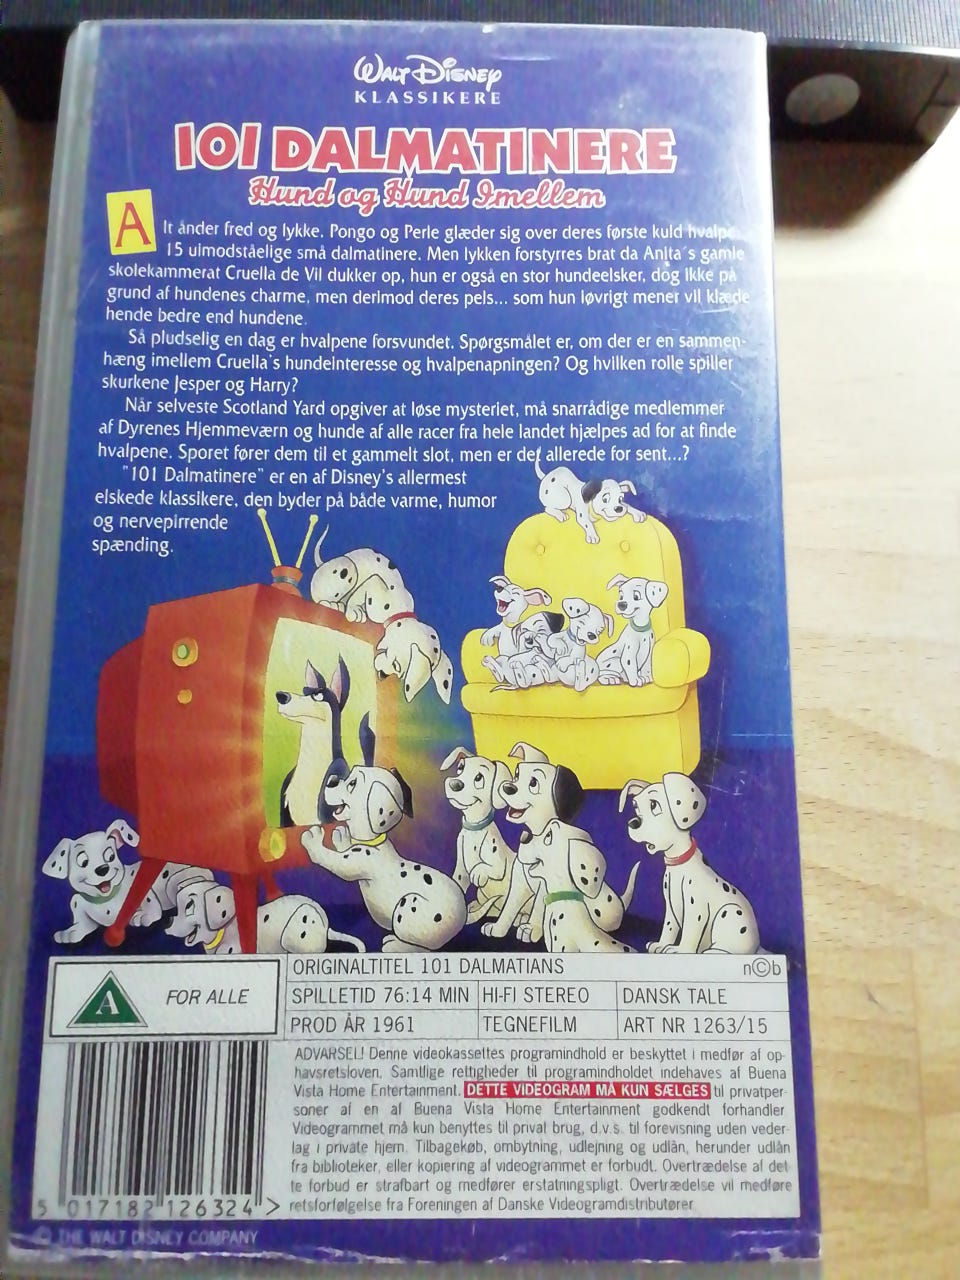 WALT DISNEY
KLASSIKERE
101 DALMATINERE
Hund og Hund Imellem
Alt ånder fred og lykke. Pongo og Perle glæder sig over deres første kuld hvalpe...
15 uimodståelige små dalmatinere. Men lykken forstyrres brat da Anita´s gamle
skolekammerat Cruella de Vil dukker op, hun er også en stor hundeelsker, dog ikke på
grund af hundenes charme, men derimod deres pels... som hun iøvrigt mener vil klæde
hende bedre end hundene.
Så pludselig en dag er hvalpene forsvundet. Spørgsmålet er, om der er en sammen-
hæng imellem Cruella´s hundeinteresse og hvalpenapningen? Og hvilken rolle spiller
skurkene Jesper og Harry?
Når selveste Scotland Yard opgiver at løse mysteriet, må snarrådige medlemmer
af Dyrenes Hjemmeværn og hunde af alle racer fra hele landet hjælpes ad for at finde
hvalpene. Sporet fører dem til et gammelt slot, men er det allerede for sent...?
"101 Dalmatinere" er en af Disney's allermest
elskede klassikere, den byder på både varme, humor
og nervepirrende
spænding.
A FOR ALLE
ORIGINALTITEL 101 DALMATIANS n©b
SPILLETID 76:14 MIN HI-FI STEREO DANSK TALE
PROD ÅR 1961 TEGNEFILM ART NR 1263/15
ADVARSEL! Denne videokassettes programindhold er beskyttet i medfør af op-
havsretsloven. Samtlige rettigheder til programindholdet indehaves af Buena
Vista Home Entertainment. DETTE VIDEOGRAM MÅ KUN SÆLGES til privatper-
soner af en af Buena Vista Home Entertainment godkendt forhandler
Videogrammet må kun benyttes til privat brug, d.v.s. til forevisning uden veder-
lag i private hjem. Tilbagekøb, ombytning, udlejning og udlån, herunder udlån
fra biblioteker, eller kopiering af videogrammet er forbudt. Overtrædelse af det-
te forbud er strafbart og medfører erstatningspligt. Overtrædelse vil medføre
retsforfølgelse fra Foreningen af Danske Videogramdistributører
5 017182 126324 >
© THE WALT DISNEY COMPANY